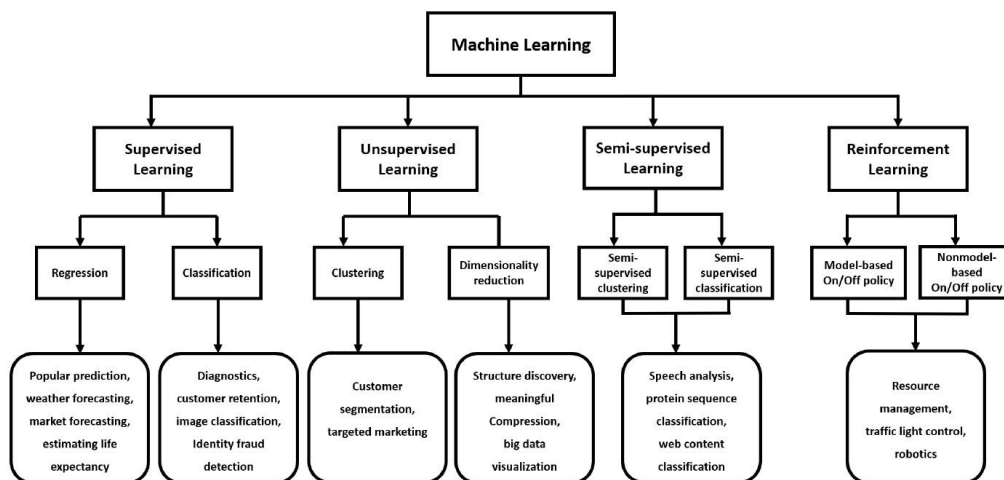 Machine Learning
Supervised
Learning
Unsupervised
Learning
Semi-supervised
Learning
Reinforcement
Learning
Regression
Classification
Clustering
Dimensionality
reduction
Semi-
supervised
clustering
Semi-
supervised
classification
Model-based
On/Off policy
Nonmodel-
based
On/Off policy
Popular prediction,
weather forecasting,
market forecasting,
estimating life
expectancy
Diagnostics,
customer retention,
image classification,
Identity fraud
detection
Customer
segmentation,
targeted marketing
Structure discovery,
meaningful
Compression,
big data
visualization
Speech analysis,
protein sequence
classification,
web content
classification
Resource
management,
traffic light control,
robotics